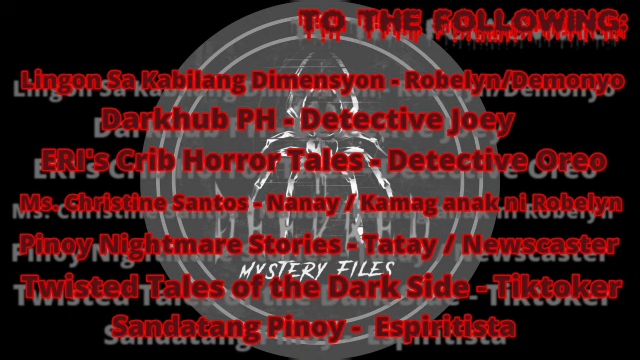 TO THE FOLLOWING:
Lingon Sa Kabilang Dimensyon - Robelyn/Demonyo
Darkhub PH - Detective Joey
ERI's Crib Horror Tales - Detective Oreo
Ms. Christine Santos - Nanay / Kamag anak ni Robelyn
Pinoy Nightmare Stories - Tatay / Newscaster
MYSTERY FILES
Twisted Tales of the Dark Side - Tiktoker
Sandatang Pinoy - Espiritista